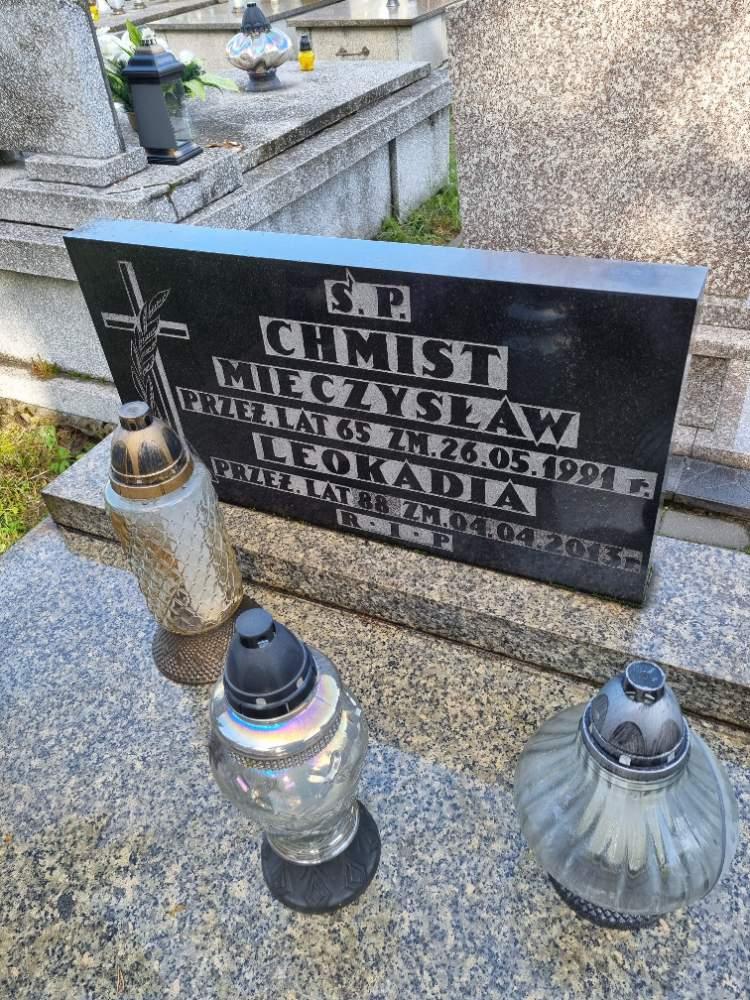 Ś. P.
CHMIST
MIECZYSŁAW
PRZEŻ. LAT 65 ZM. 26.05.1991 r.
LEOKADIA
PRZEŻ. LAT 88 ZM. 04.04.2013 r.
R · I · P